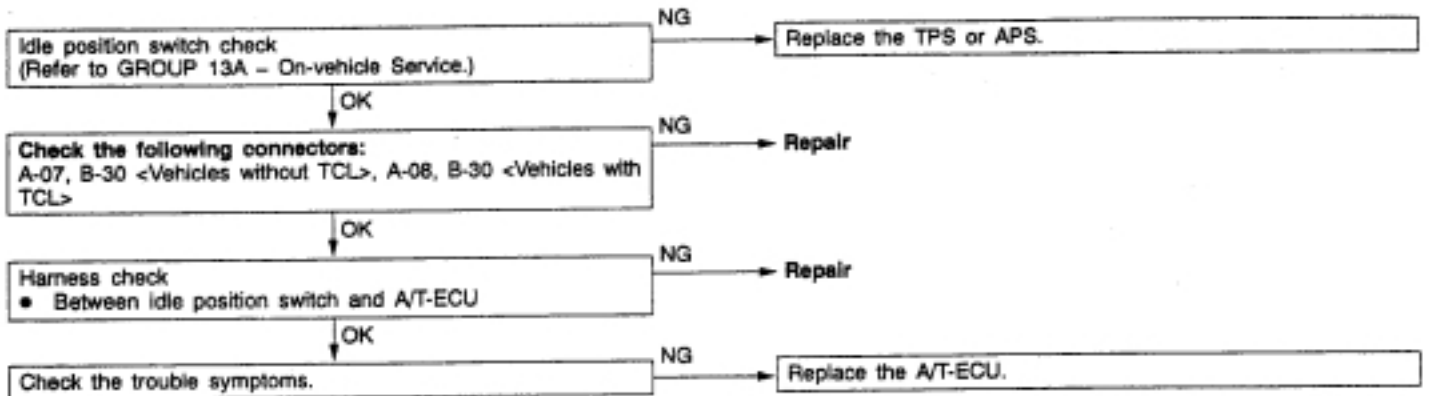 NG
Idle position switch check
(Refer to GROUP 13A – On-vehicle Service.)
Replace the TPS or APS.
OK
NG
Check the following connectors:
A-07, B-30 <Vehicles without TCL>, A-08, B-30 <Vehicles with
TCL>
Repair
OK
NG
Harness check
● Between idle position switch and A/T-ECU
Repair
OK
NG
Check the trouble symptoms.
Replace the A/T-ECU.